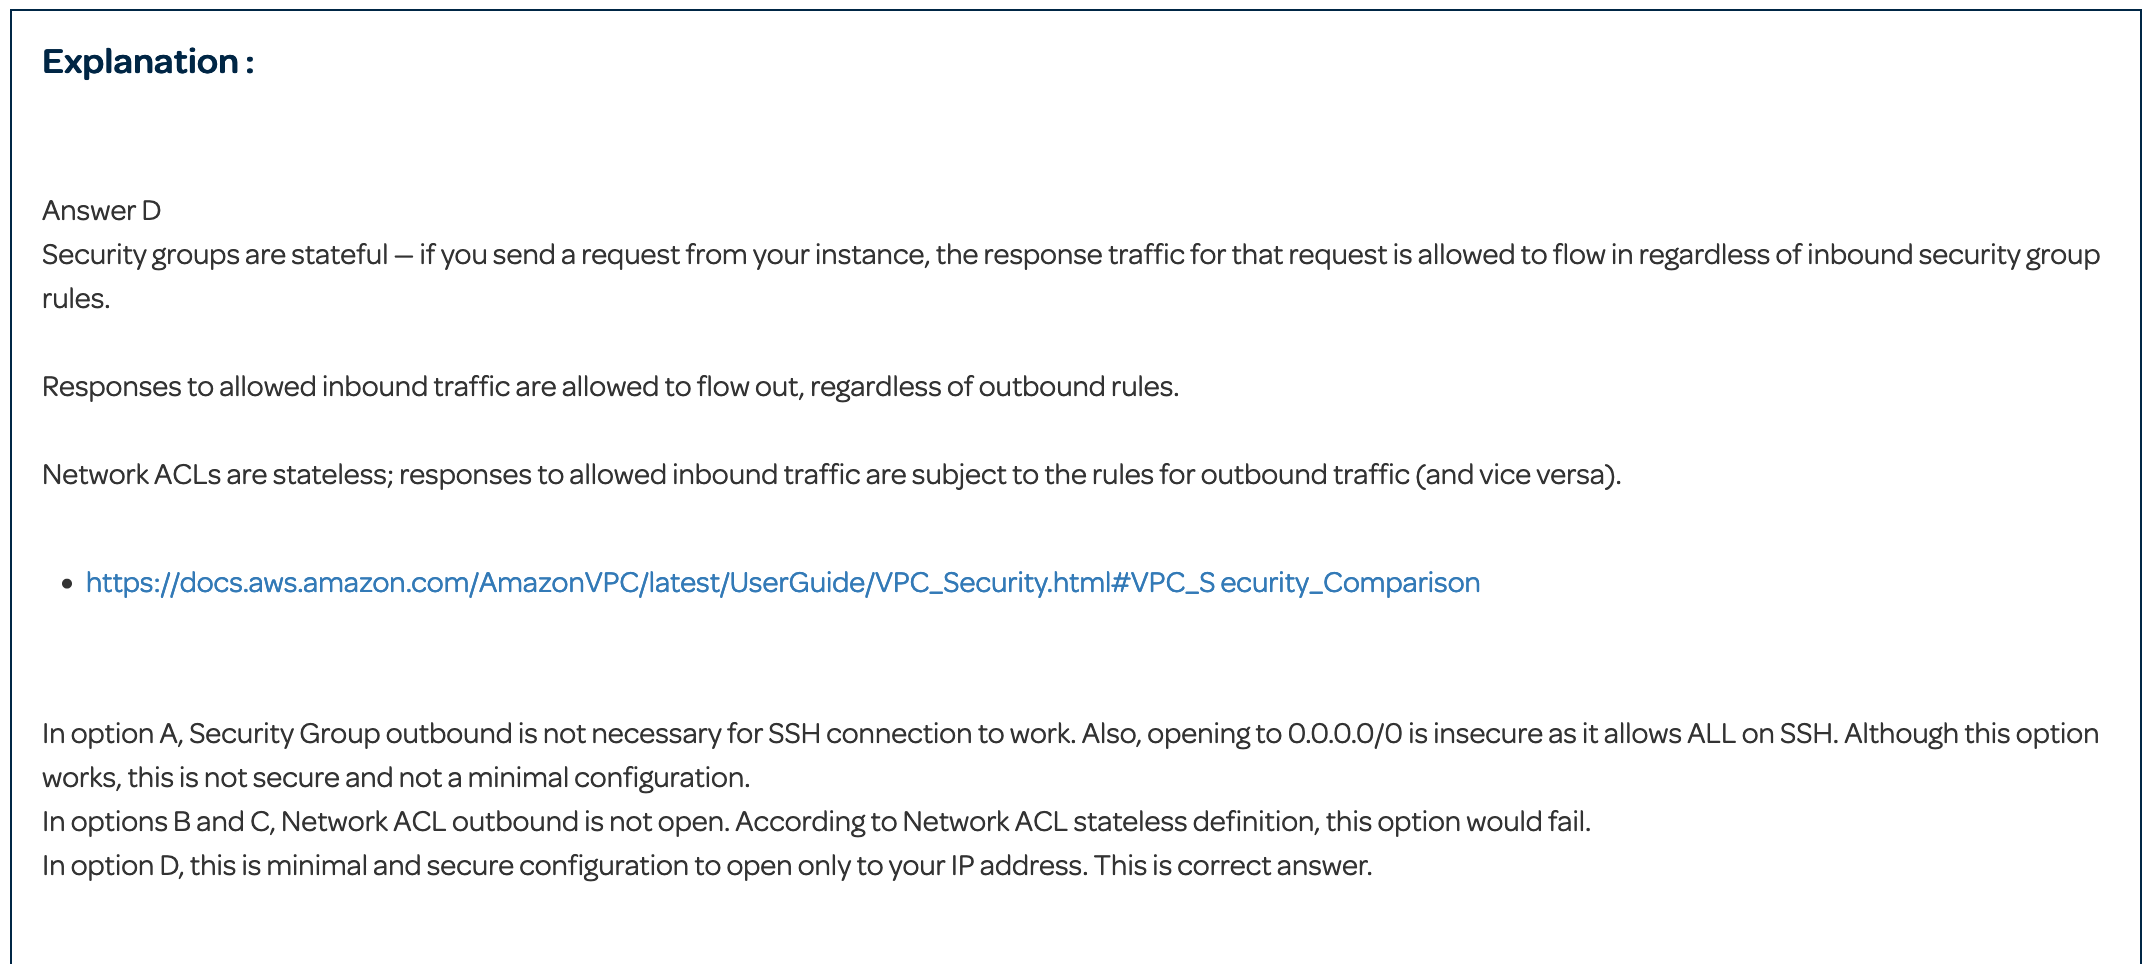 Explanation :
Answer D
Security groups are stateful — if you send a request from your instance, the response traffic for that request is allowed to flow in regardless of inbound security group
rules.
Responses to allowed inbound traffic are allowed to flow out, regardless of outbound rules.
Network ACLs are stateless; responses to allowed inbound traffic are subject to the rules for outbound traffic (and vice versa).
• https://docs.aws.amazon.com/AmazonVPC/latest/UserGuide/VPC_Security.html#VPC_S ecurity_Comparison
In option A, Security Group outbound is not necessary for SSH connection to work. Also, opening to 0.0.0.0/0 is insecure as it allows ALL on SSH. Although this option
works, this is not secure and not a minimal configuration.
In options B and C, Network ACL outbound is not open. According to Network ACL stateless definition, this option would fail.
In option D, this is minimal and secure configuration to open only to your IP address. This is correct answer.